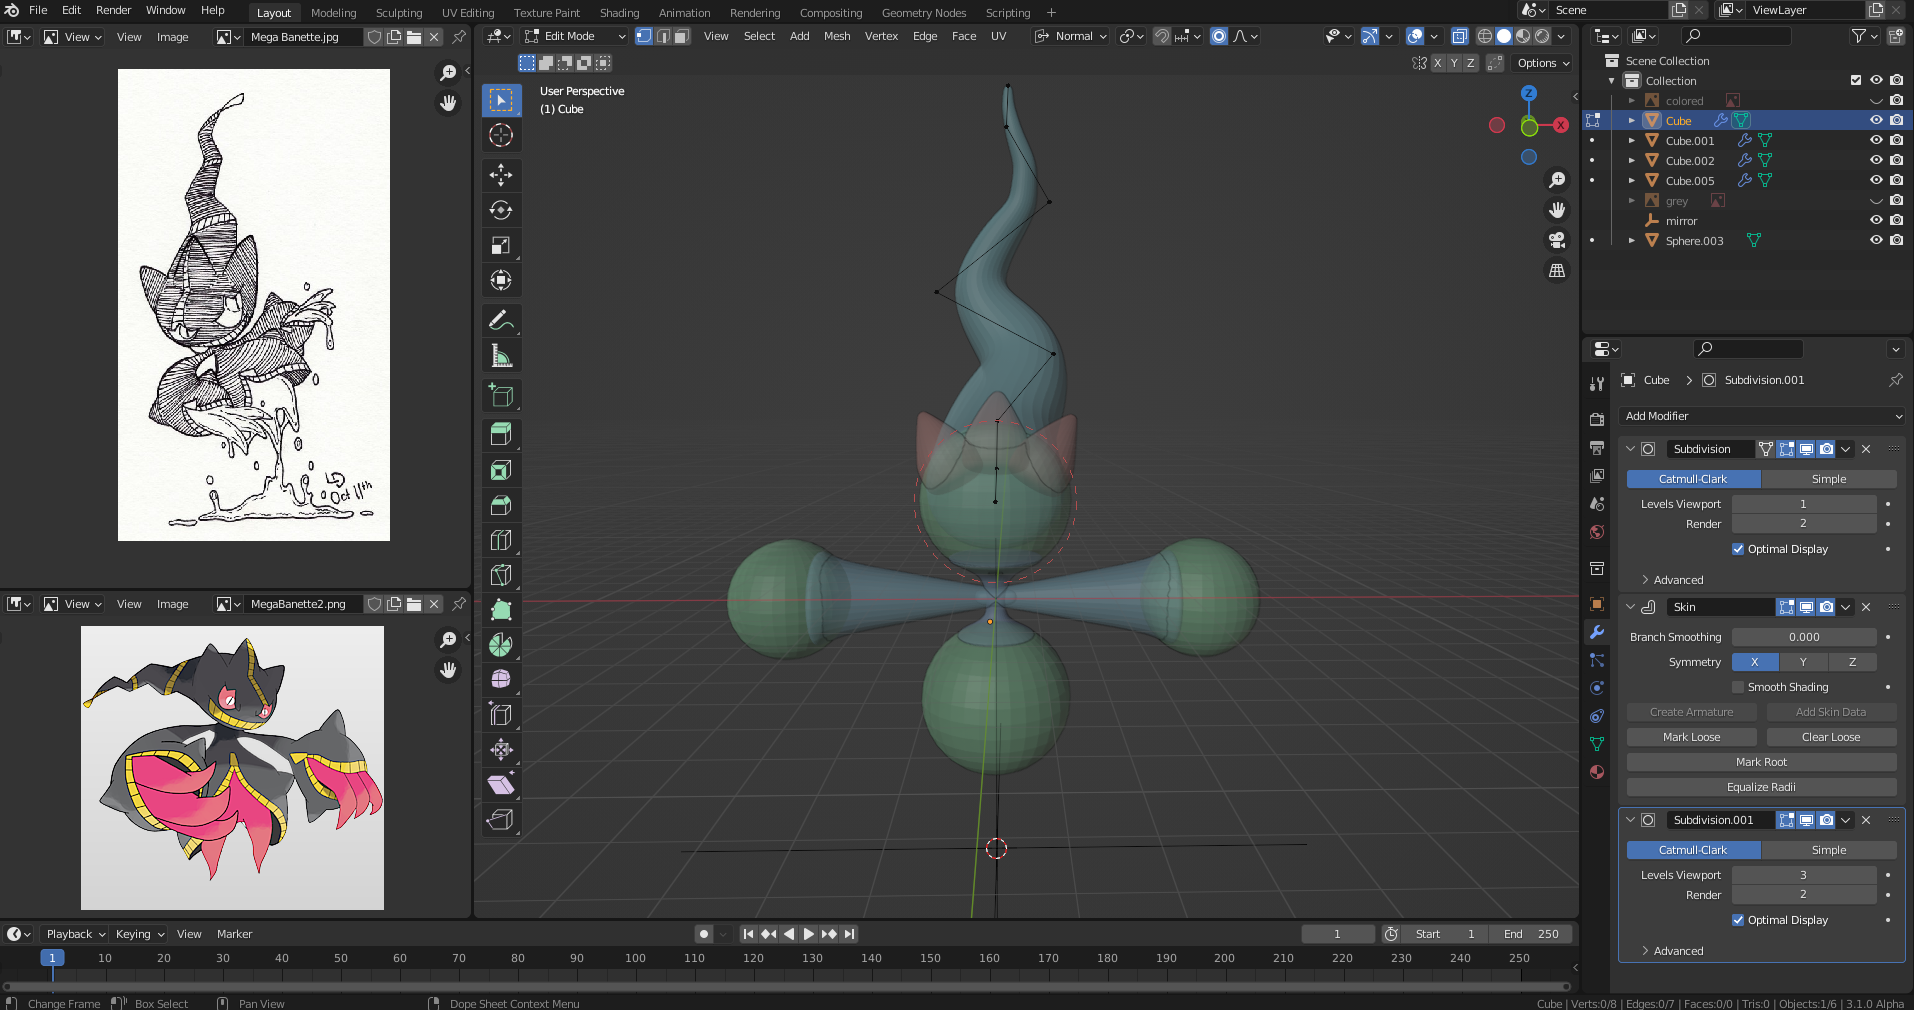 File Edit Render Window Help Layout Modeling Sculpting UV Editing Texture Paint Shading Animation Rendering Compositing Geometry Nodes Scripting + Scene ViewLayer
View View Image Mega Banette.jpg
Edit Mode View Select Add Mesh Vertex Edge Face UV Normal
X Y Z Options
User Perspective
(1) Cube
Z
X
Oct 11th
View View Image MegaBanette2.png
Scene Collection
Collection
colored
Cube
Cube.001
Cube.002
Cube.005
grey
mirror
Sphere.003
Cube > Subdivision.001
Add Modifier
Subdivision
Catmull-Clark Simple
Levels Viewport 1
Render 2
Optimal Display
Advanced
Skin
Branch Smoothing 0.000
Symmetry X Y Z
Smooth Shading
Create Armature Add Skin Data
Mark Loose Clear Loose
Mark Root
Equalize Radii
Subdivision.001
Catmull-Clark Simple
Levels Viewport 3
Render 2
Optimal Display
Advanced
Playback Keying View Marker 1 Start 1 End 250
1 10 20 30 40 50 60 70 80 90 100 110 120 130 140 150 160 170 180 190 200 210 220 230 240 250
Change Frame Box Select Pan View Dope Sheet Context Menu Cube | Verts:0/8 | Edges:0/7 | Faces:0/0 | Tris:0 | Objects:1/6 | 3.1.0 Alpha